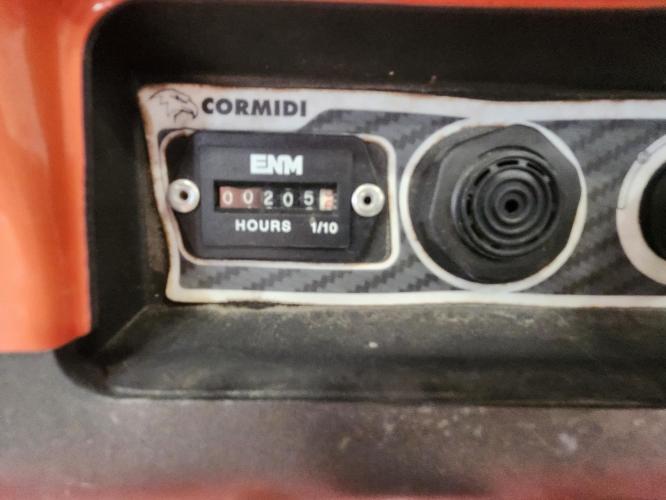 CORMIDI
ENM
00205
HOURS 1/10